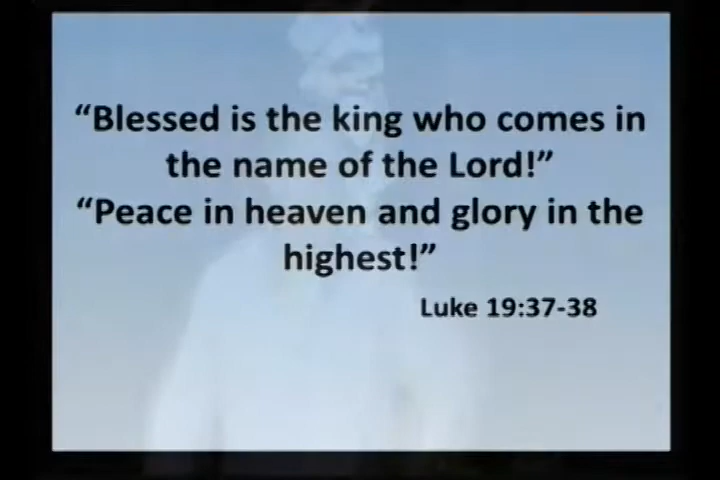 “Blessed is the king who comes in
the name of the Lord!”
“Peace in heaven and glory in the
highest!”
Luke 19:37-38